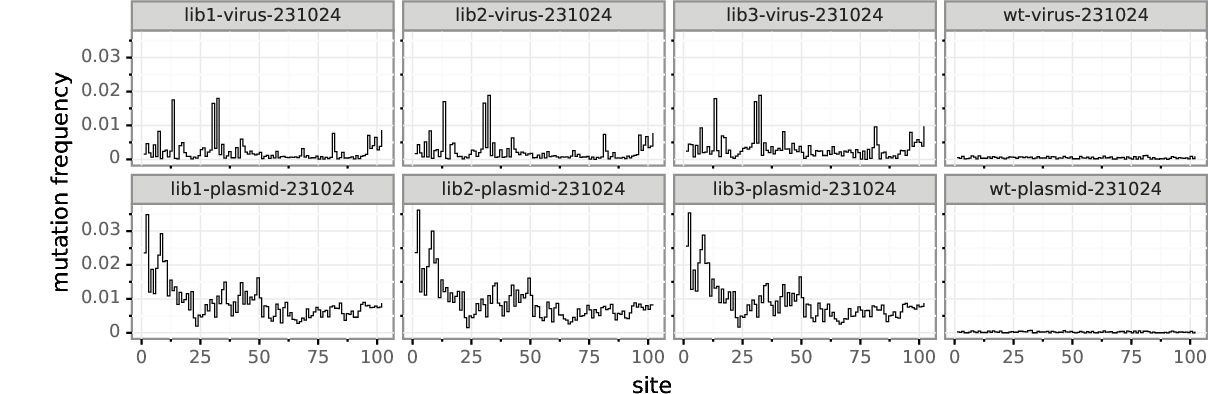 lib1-virus-231024 lib2-virus-231024 lib3-virus-231024 wt-virus-231024
0.03
0.02
0.01
0
mutation frequency
lib1-plasmid-231024 lib2-plasmid-231024 lib3-plasmid-231024 wt-plasmid-231024
0.03
0.02
0.01
0
0 25 50 75 100 0 25 50 75 100 0 25 50 75 100 0 25 50 75 100
site